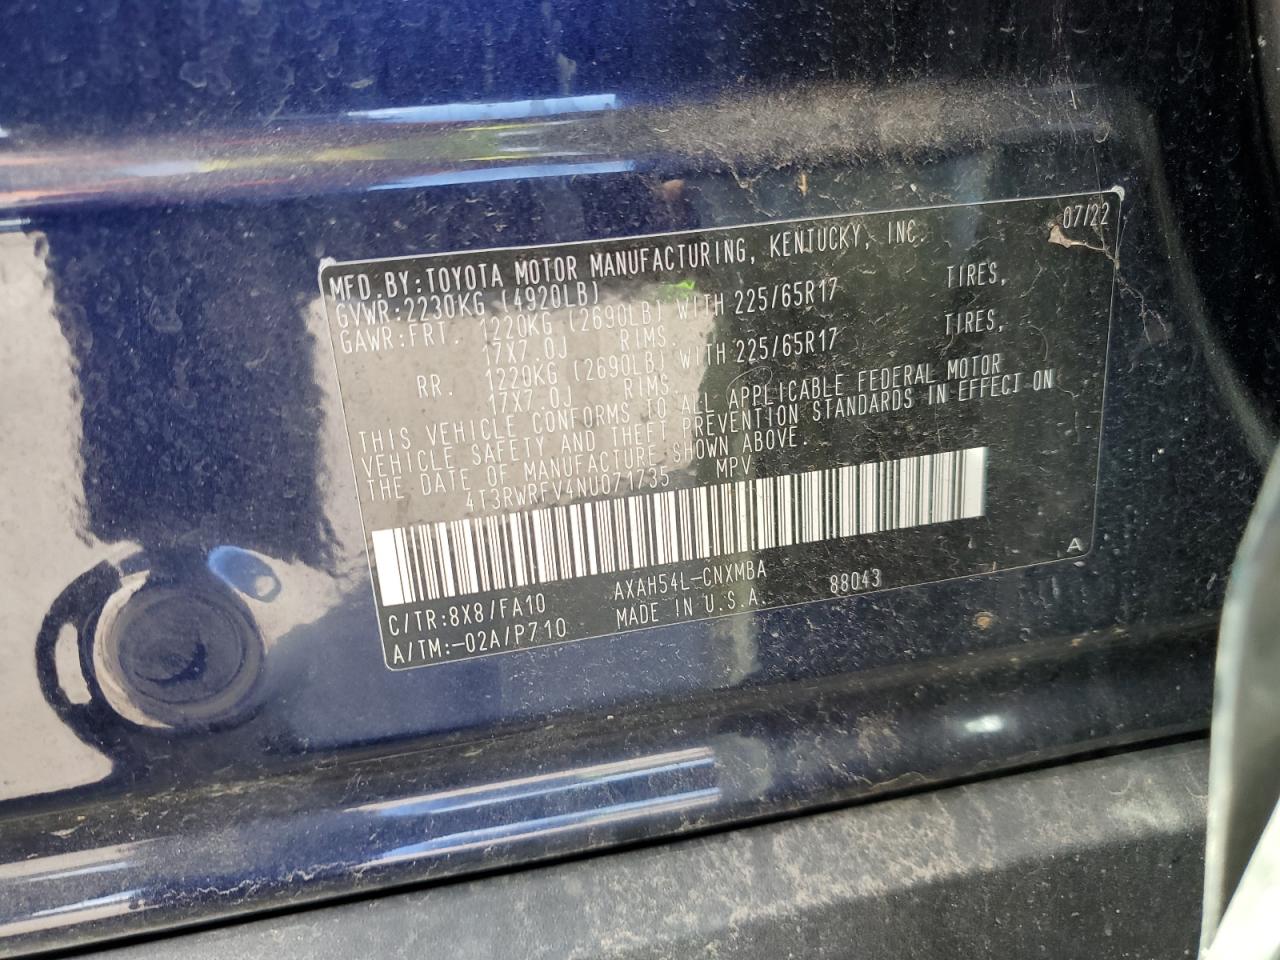 07/22
MFD.BY:TOYOTA MOTOR MANUFACTURING, KENTUCKY, INC.
GVWR:2230KG (4920LB)
GAWR:FRT. 1220KG (2690LB) WITH 225/65R17 TIRES,
17X7.0J RIMS.
RR. 1220KG (2690LB) WITH 225/65R17 TIRES,
17X7.0J RIMS.
THIS VEHICLE CONFORMS TO ALL APPLICABLE FEDERAL MOTOR
VEHICLE SAFETY AND THEFT PREVENTION STANDARDS IN EFFECT ON
THE DATE OF MANUFACTURE SHOWN ABOVE.
4T3RWRFV4NU071735 MPV
C/TR:8X8/FA10 AXAH54L-CNXMBA A
A/TM:-02A/P710 MADE IN U.S.A. 88043